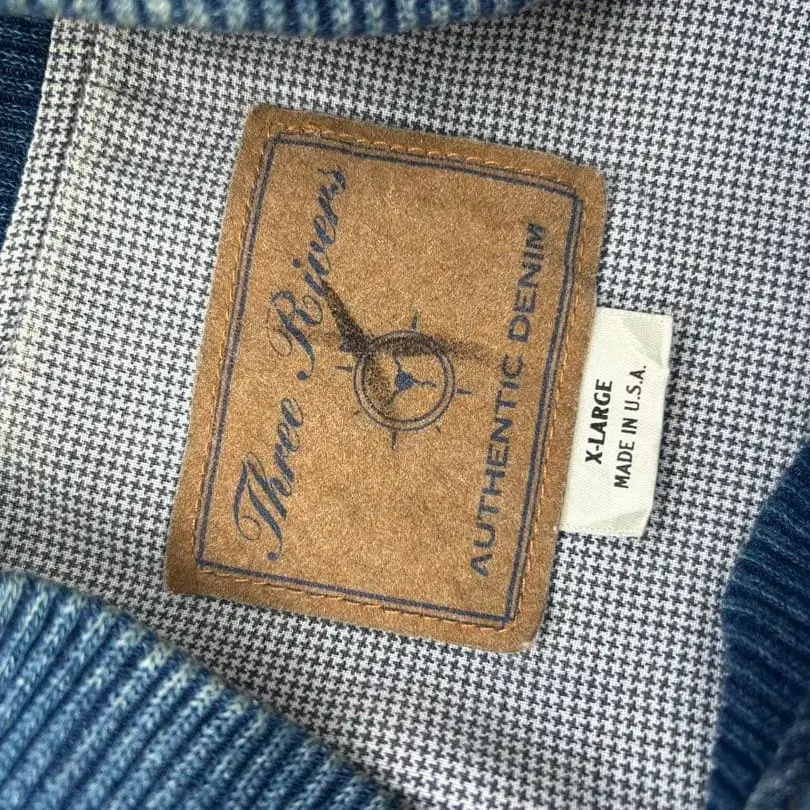 Three Rivers
AUTHENTIC DENIM
X-LARGE
MADE IN U.S.A.